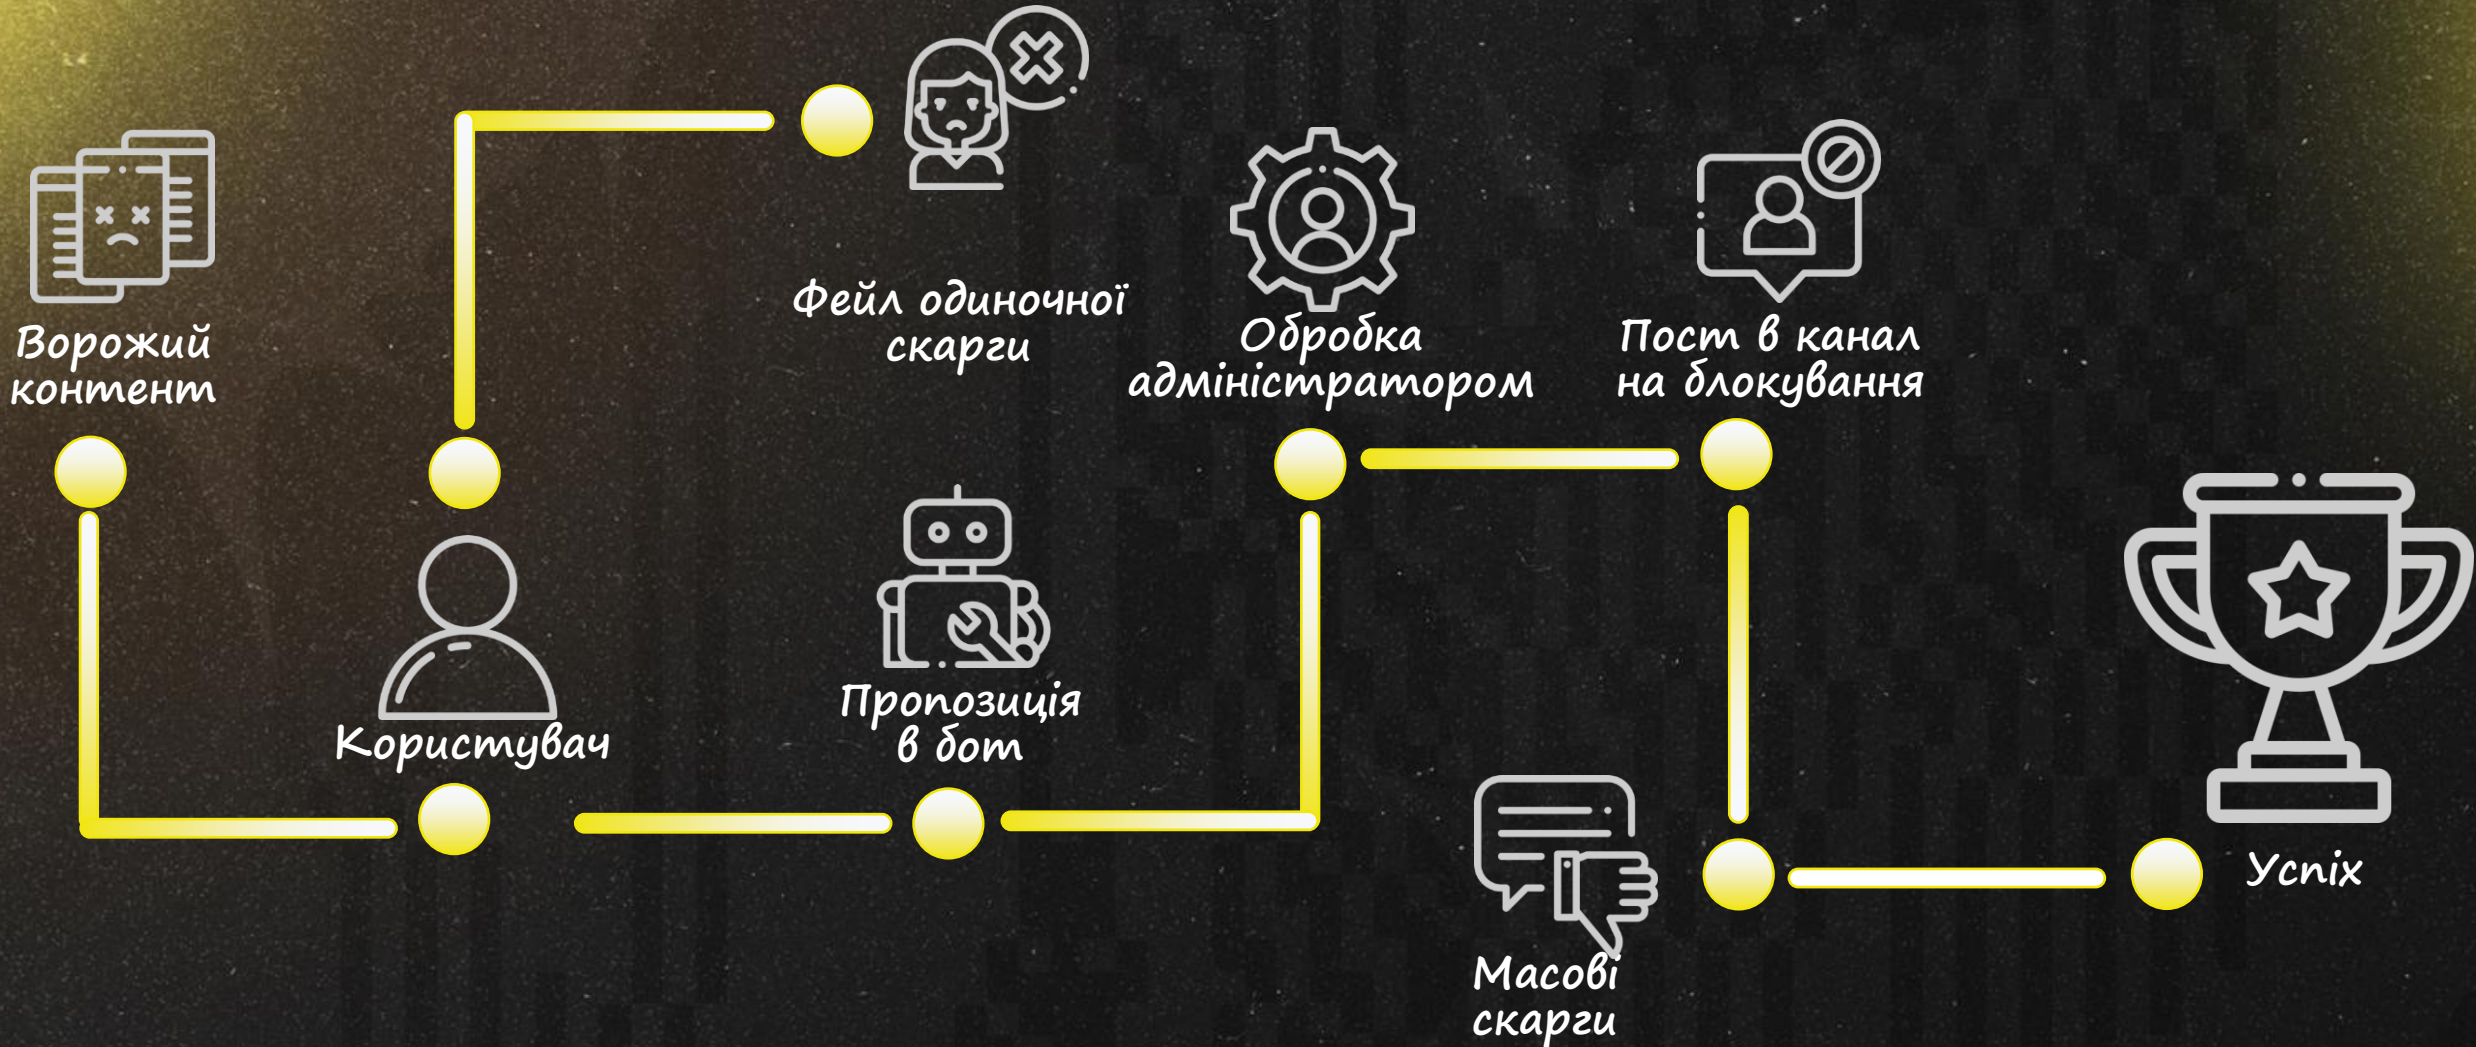 Ворожий
контент
Фейл одиночної
скарги
Користувач
Пропозиція
в бот
Обробка
адміністратором
Пост в канал
на блокування
Масові
скарги
Успіх